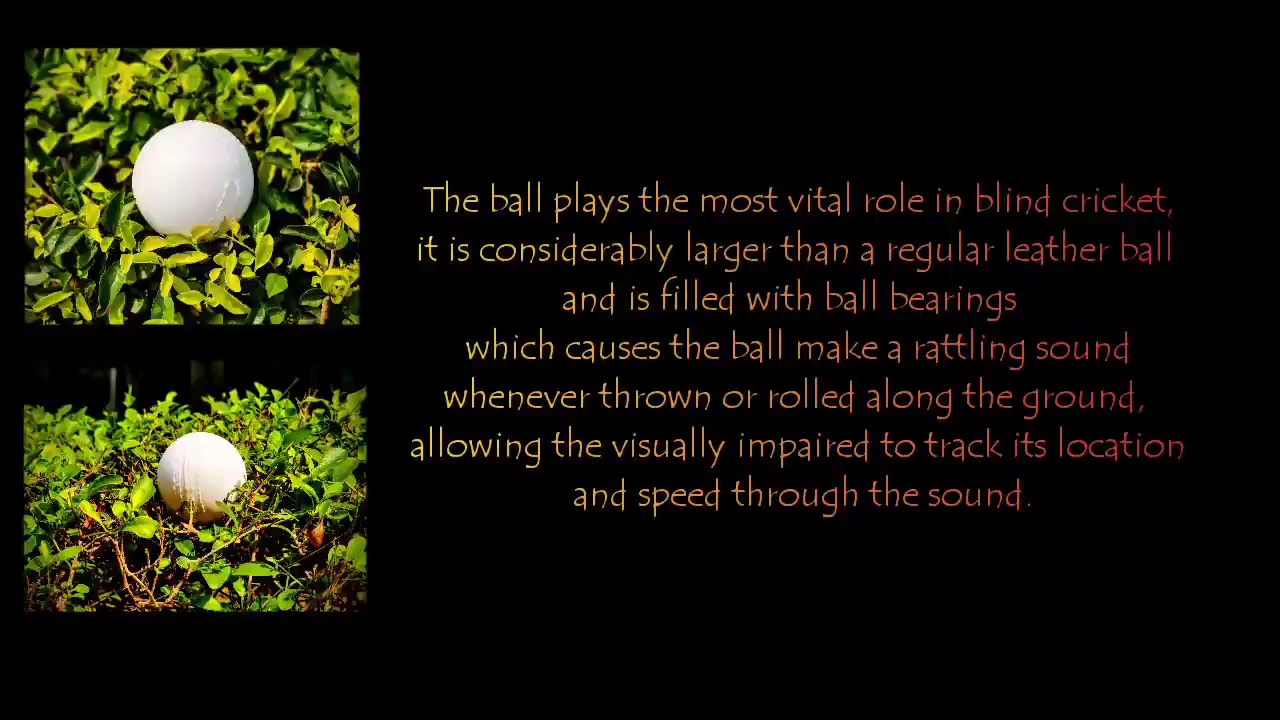 The ball plays the most vital role in blind cricket,
it is considerably larger than a regular leather ball
and is filled with ball bearings
which causes the ball make a rattling sound
whenever thrown or rolled along the ground,
allowing the visually impaired to track its location
and speed through the sound.